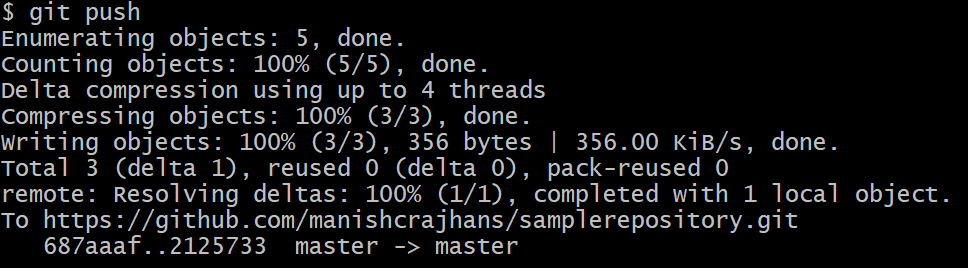 $ git push
Enumerating objects: 5, done.
Counting objects: 100% (5/5), done.
Delta compression using up to 4 threads
Compressing objects: 100% (3/3), done.
Writing objects: 100% (3/3), 356 bytes | 356.00 KiB/s, done.
Total 3 (delta 1), reused 0 (delta 0), pack-reused 0
remote: Resolving deltas: 100% (1/1), completed with 1 local object.
To https://github.com/manishcrajhans/samplerepository.git
   687aaaf..2125733  master -> master